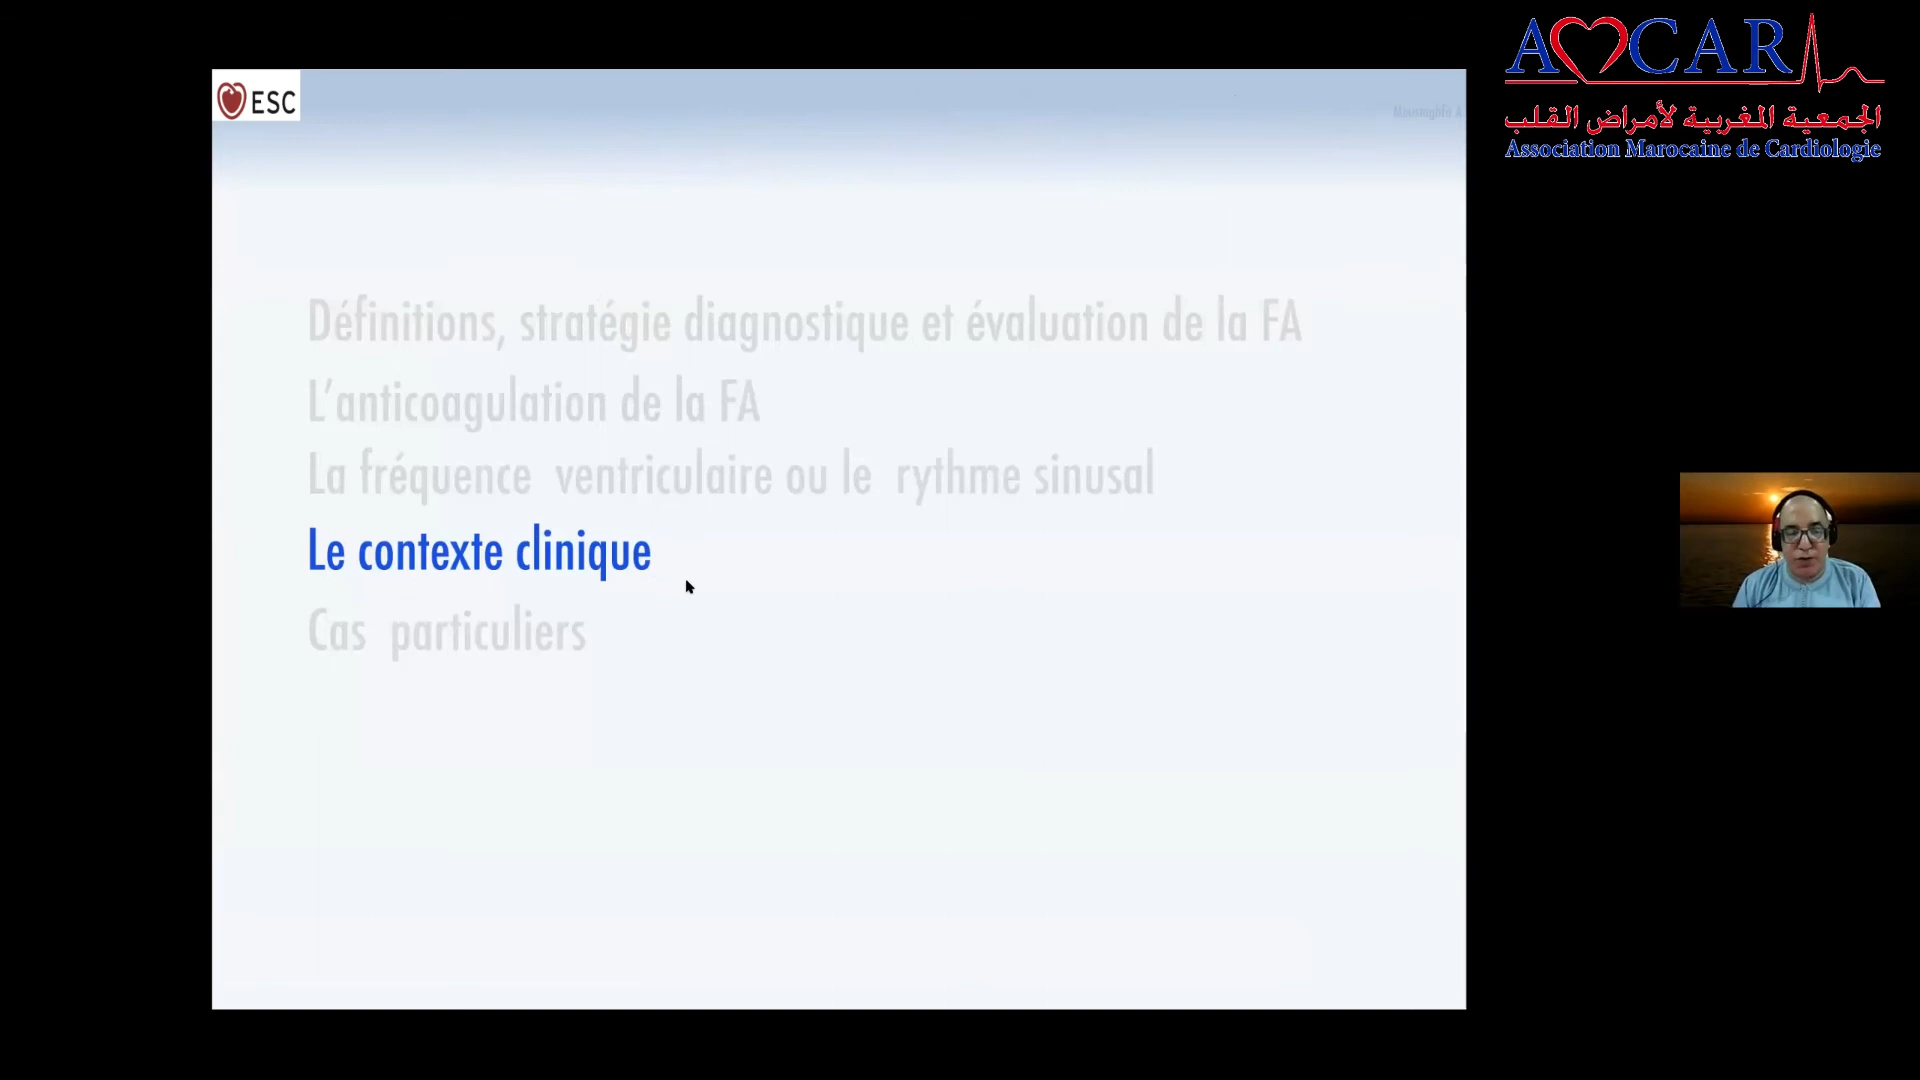 ESC
AMCAR
الجمعية المغربية لأمراض القلب
Association Marocaine de Cardiologie
Définitions, stratégie diagnostique et évaluation de la FA
L’anticoagulation de la FA
La fréquence ventriculaire ou le rythme sinusal
Le contexte clinique
Cas particuliers